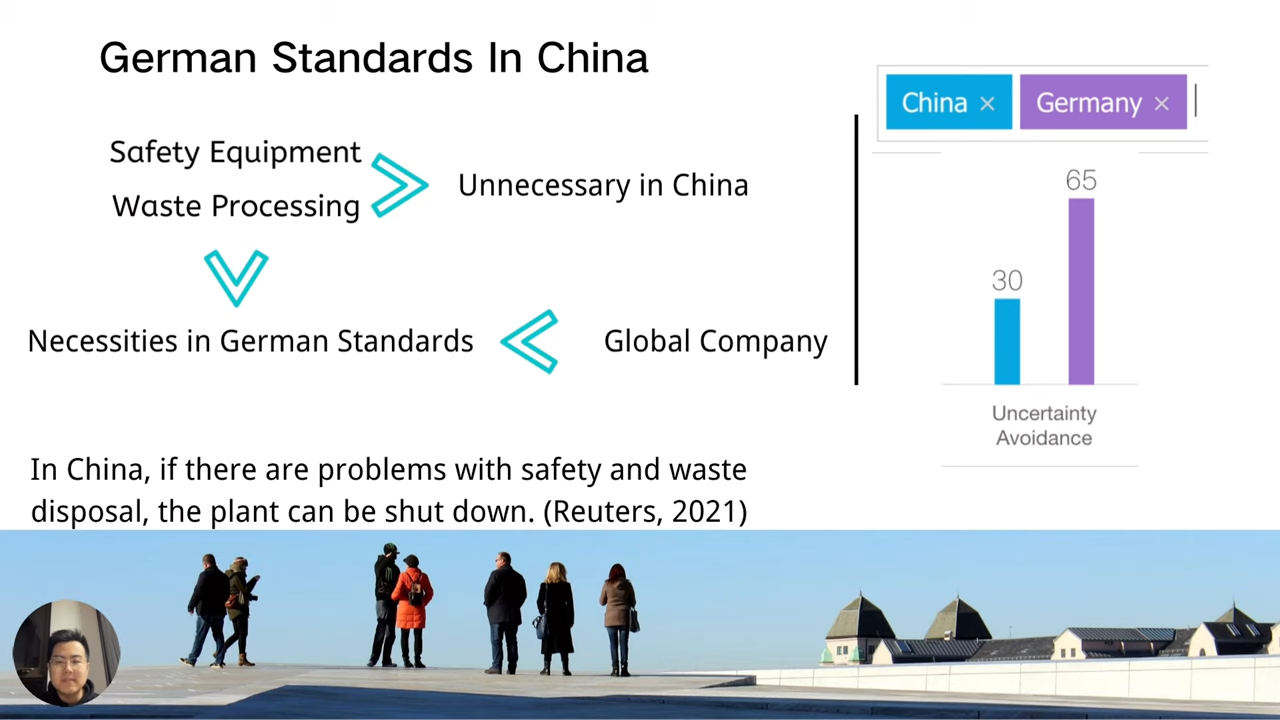 German Standards In China
Safety Equipment
Waste Processing
Unnecessary in China
Necessities in German Standards
Global Company
In China, if there are problems with safety and waste
disposal, the plant can be shut down. (Reuters, 2021)
China ×
Germany ×
65
30
Uncertainty
Avoidance